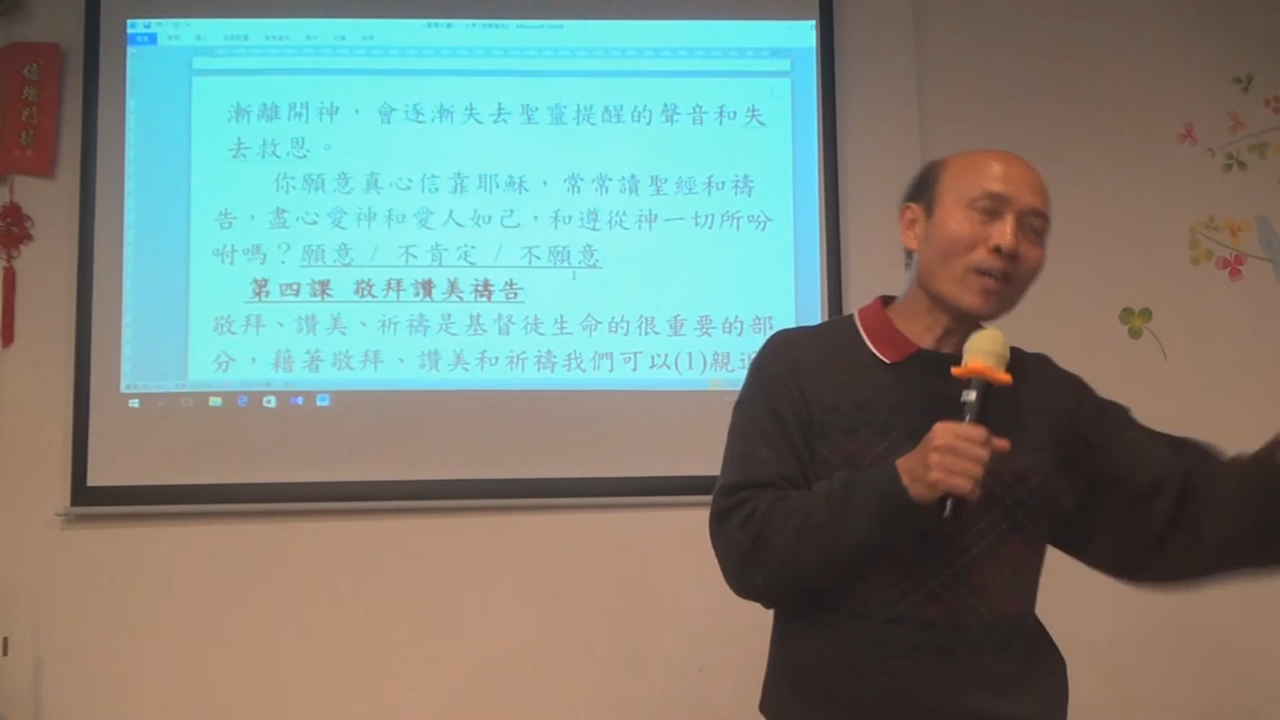 漸離開神，會逐漸失去聖靈提醒的聲音和失
去救恩。
你願意真心信靠耶穌，常常讀聖經和禱
告，盡心愛神和愛人如己，和遵從神一切所吩
咐嗎？願意 / 不肯定 / 不願意
第四課 敬拜讚美禱告
敬拜、讚美、祈禱是基督徒生命的很重要的部
分，藉著敬拜、讚美和祈禱我們可以(1)親近